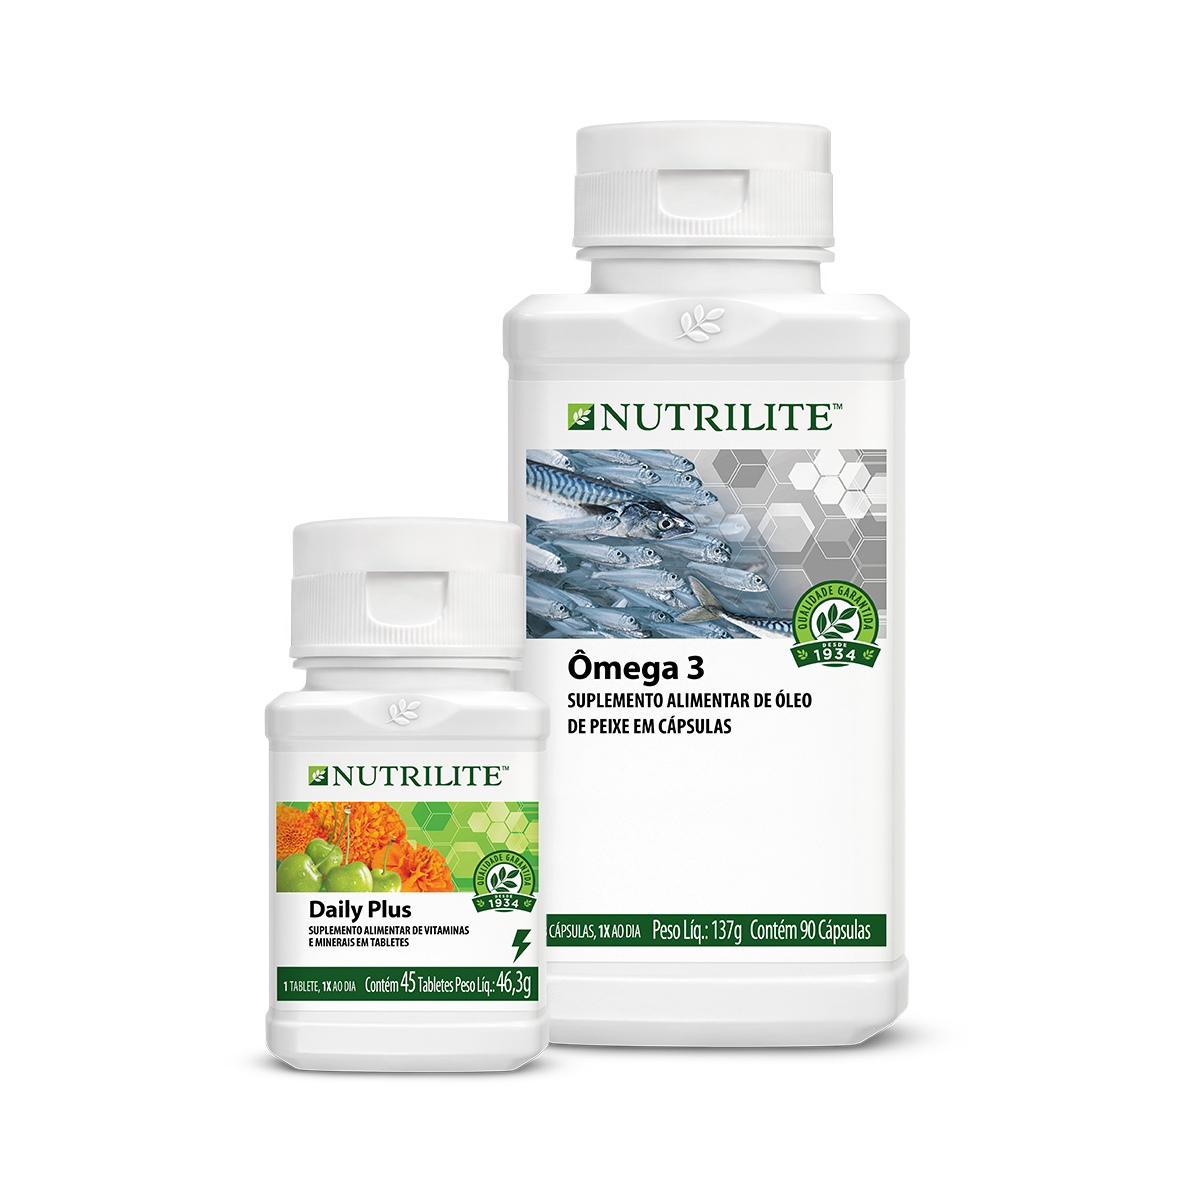 NUTRILITE™
QUALIDADE GARANTIDA
DESDE
1934
Ômega 3
SUPLEMENTO ALIMENTAR DE ÓLEO
DE PEIXE EM CÁPSULAS
CÁPSULAS, 1X AO DIA Peso Líq.: 137g Contém 90 Cápsulas
NUTRILITE™
QUALIDADE GARANTIDA
DESDE
1934
Daily Plus
SUPLEMENTO ALIMENTAR DE VITAMINAS
E MINERAIS EM TABLETES
1 TABLETE, 1X AO DIA Contém 45 Tabletes Peso Líq.: 46,3g